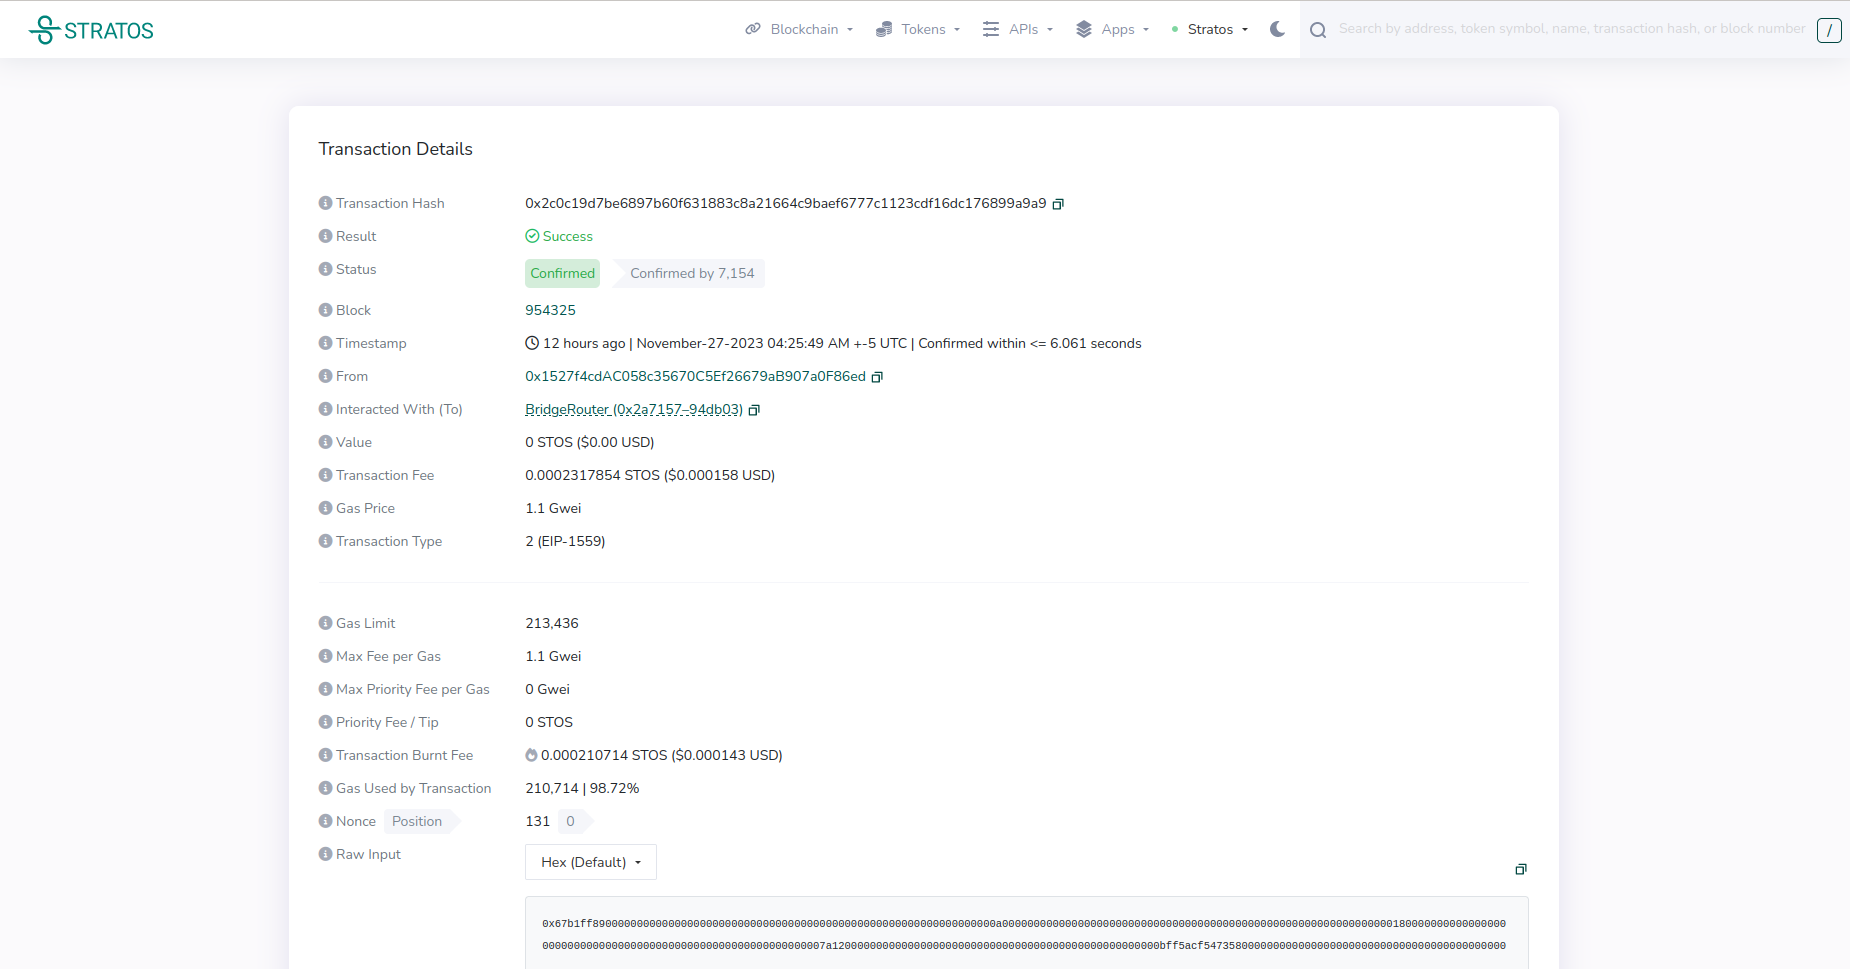 STRATOS Blockchain Tokens APIs Apps Stratos Search by address, token symbol, name, transaction hash, or block number /
Transaction Details
Transaction Hash 0x2c0c19d7be6897b60f631883c8a21664c9baef6777c1123cdf16dc176899a9a9
Result Success
Status Confirmed Confirmed by 7,154
Block 954325
Timestamp 12 hours ago | November-27-2023 04:25:49 AM +-5 UTC | Confirmed within <= 6.061 seconds
From 0x1527f4cdAC058c35670C5Ef26679aB907a0F86ed
Interacted With (To) BridgeRouter (0x2a7157–94db03)
Value 0 STOS ($0.00 USD)
Transaction Fee 0.0002317854 STOS ($0.000158 USD)
Gas Price 1.1 Gwei
Transaction Type 2 (EIP-1559)
Gas Limit 213,436
Max Fee per Gas 1.1 Gwei
Max Priority Fee per Gas 0 Gwei
Priority Fee / Tip 0 STOS
Transaction Burnt Fee 0.000210714 STOS ($0.000143 USD)
Gas Used by Transaction 210,714 | 98.72%
Nonce Position 131 0
Raw Input Hex (Default)